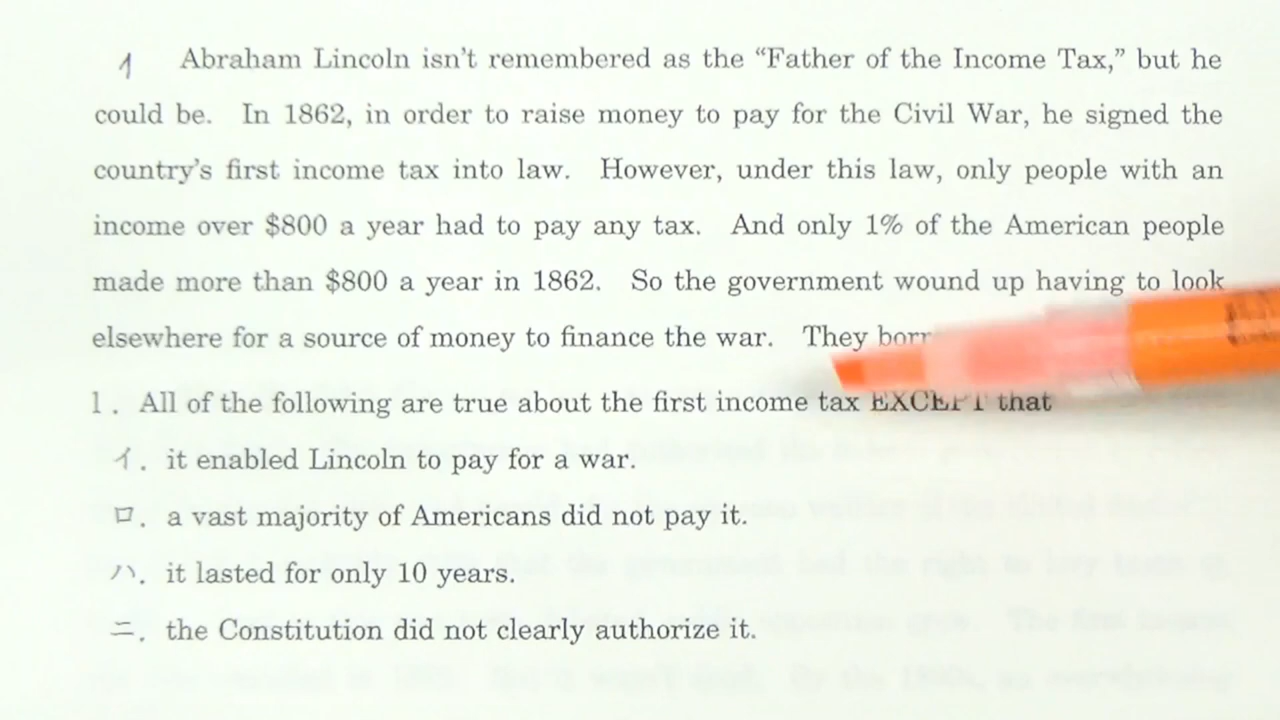 1 Abraham Lincoln isn't remembered as the “Father of the Income Tax,” but he
could be. In 1862, in order to raise money to pay for the Civil War, he signed the
country's first income tax into law. However, under this law, only people with an
income over $800 a year had to pay any tax. And only 1% of the American people
made more than $800 a year in 1862. So the government wound up having to look
elsewhere for a source of money to finance the war. They
1. All of the following are true about the first income tax EXCEPT that
イ. it enabled Lincoln to pay for a war.
ロ. a vast majority of Americans did not pay it.
ハ. it lasted for only 10 years.
ニ. the Constitution did not clearly authorize it.